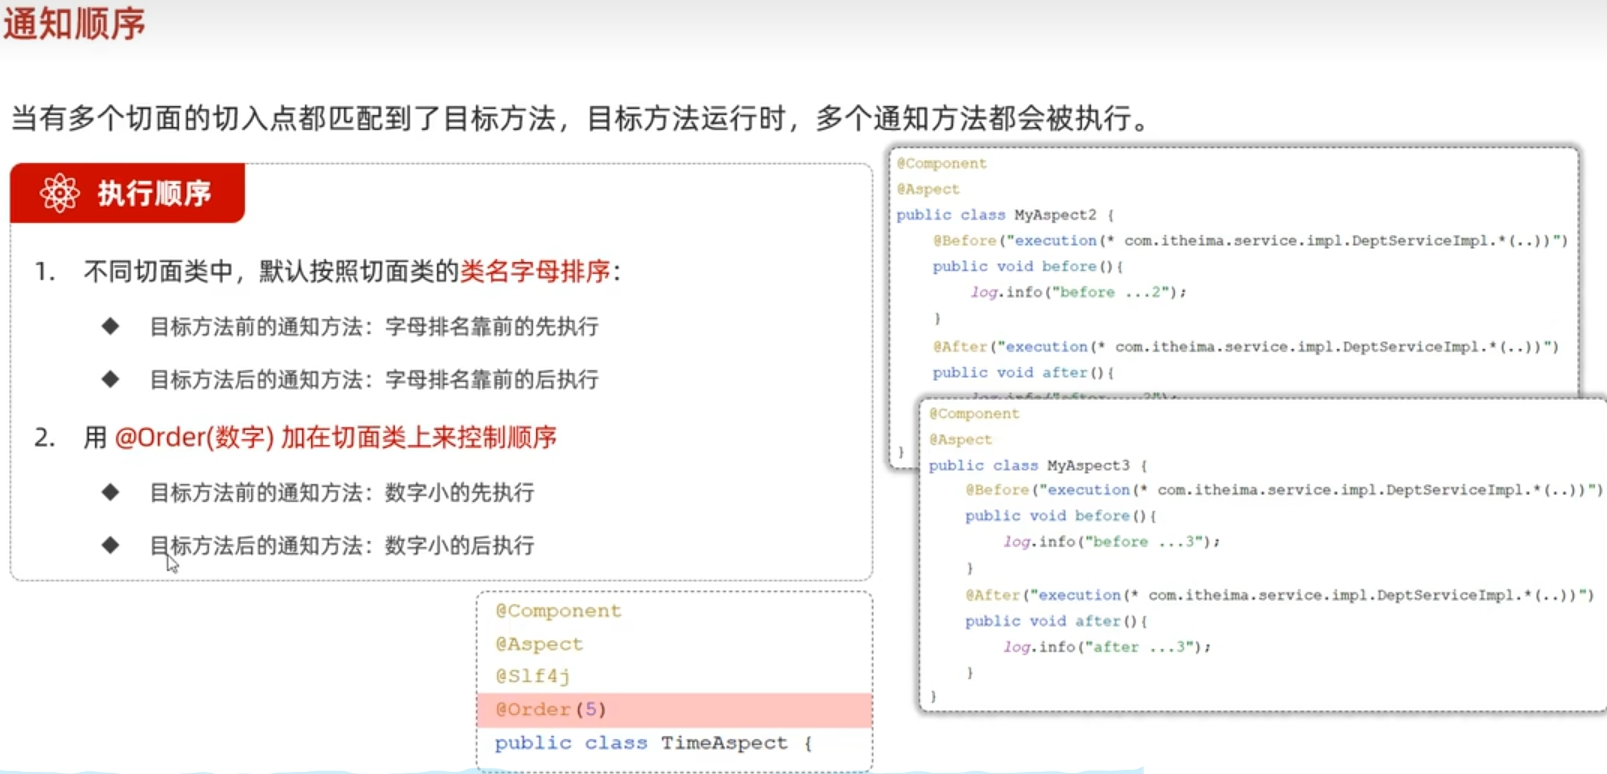 通知顺序
当有多个切面的切入点都匹配到了目标方法，目标方法运行时，多个通知方法都会被执行。
执行顺序
1. 不同切面类中，默认按照切面类的类名字母排序：
◆ 目标方法前的通知方法：字母排名靠前的先执行
◆ 目标方法后的通知方法：字母排名靠前的后执行
2. 用 @Order(数字) 加在切面类上来控制顺序
◆ 目标方法前的通知方法：数字小的先执行
◆ 目标方法后的通知方法：数字小的后执行
@Component
@Aspect
@Slf4j
@Order(5)
public class TimeAspect {
@Component
@Aspect
public class MyAspect2 {
@Before("execution(* com.itheima.service.impl.DeptServiceImpl.*(..))")
public void before(){
log.info("before ...2");
}
@After("execution(* com.itheima.service.impl.DeptServiceImpl.*(..))")
public void after(){
}
@Component
@Aspect
public class MyAspect3 {
@Before("execution(* com.itheima.service.impl.DeptServiceImpl.*(..))")
public void before(){
log.info("before ...3");
}
@After("execution(* com.itheima.service.impl.DeptServiceImpl.*(..))")
public void after(){
log.info("after ...3");
}
}